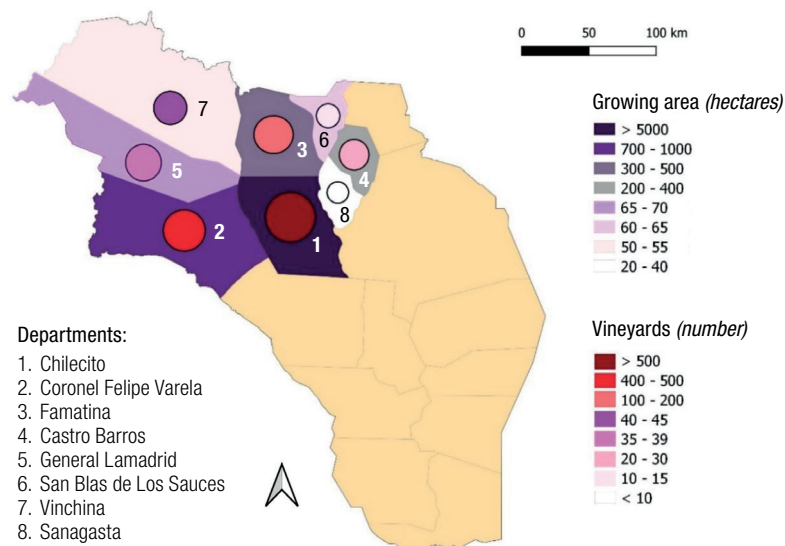 0 50 100 km
Growing area (hectares)
> 5000
700 - 1000
300 - 500
200 - 400
65 - 70
60 - 65
50 - 55
20 - 40
7
6
3
5
4
8
2
1
Vineyards (number)
> 500
400 - 500
100 - 200
40 - 45
35 - 39
20 - 30
10 - 15
< 10
Departments:
1. Chilecito
2. Coronel Felipe Varela
3. Famatina
4. Castro Barros
5. General Lamadrid
6. San Blas de Los Sauces
7. Vinchina
8. Sanagasta